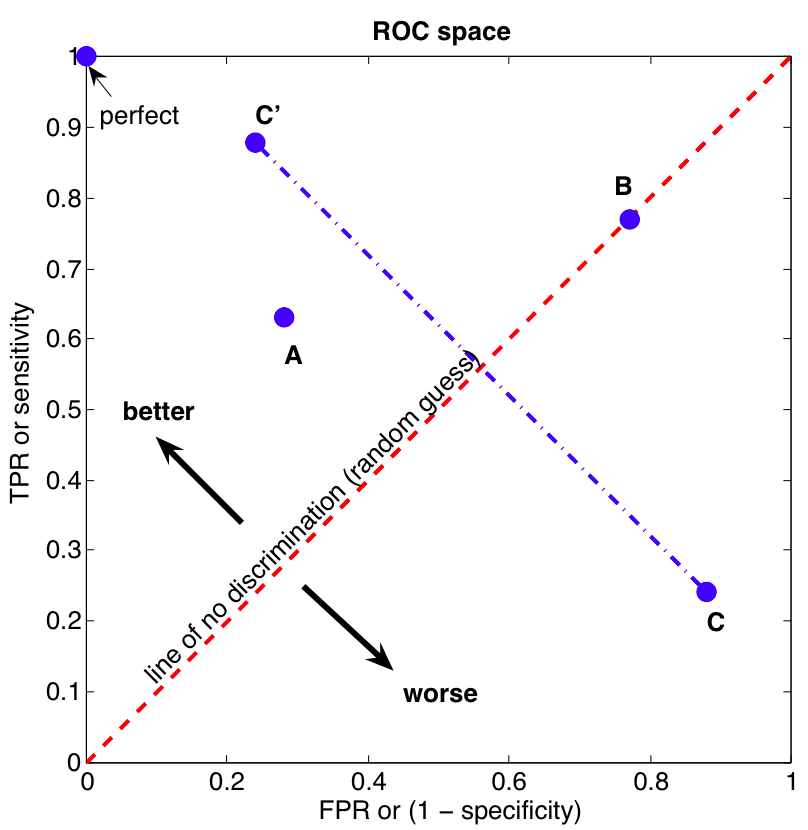 ROC space
1
perfect
C’
0.9
B
0.8
0.7
A
0.6
better
0.5
0.4
line of no discrimination (random guess)
0.3
C
0.2
worse
0.1
0
TPR or sensitivity
0 0.2 0.4 0.6 0.8 1
FPR or (1 − specificity)